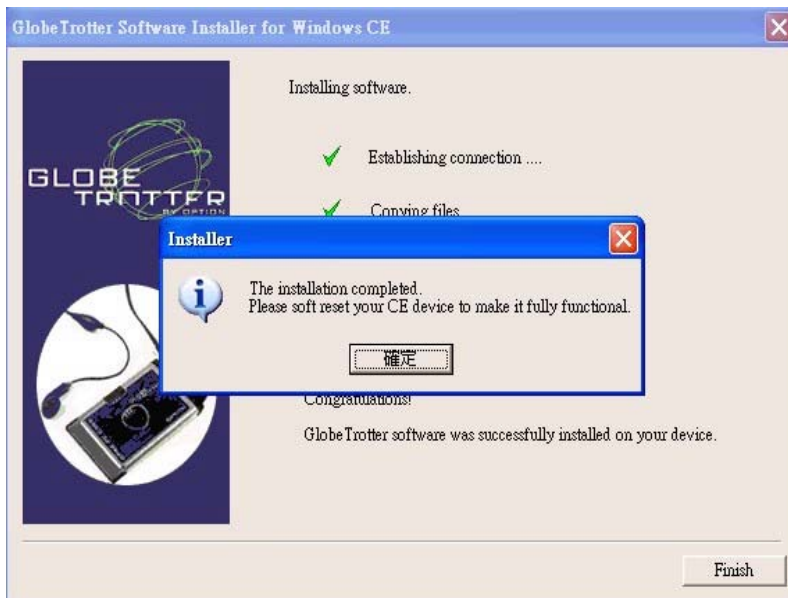 GlobeTrotter Software Installer for Windows CE
Installing software.
Establishing connection ....
Copying files
GLOBE
TROTTER
BY OPTION
Installer
The installation completed.
Please soft reset your CE device to make it fully functional.
確定
Congratulations!
GlobeTrotter software was successfully installed on your device.
Finish